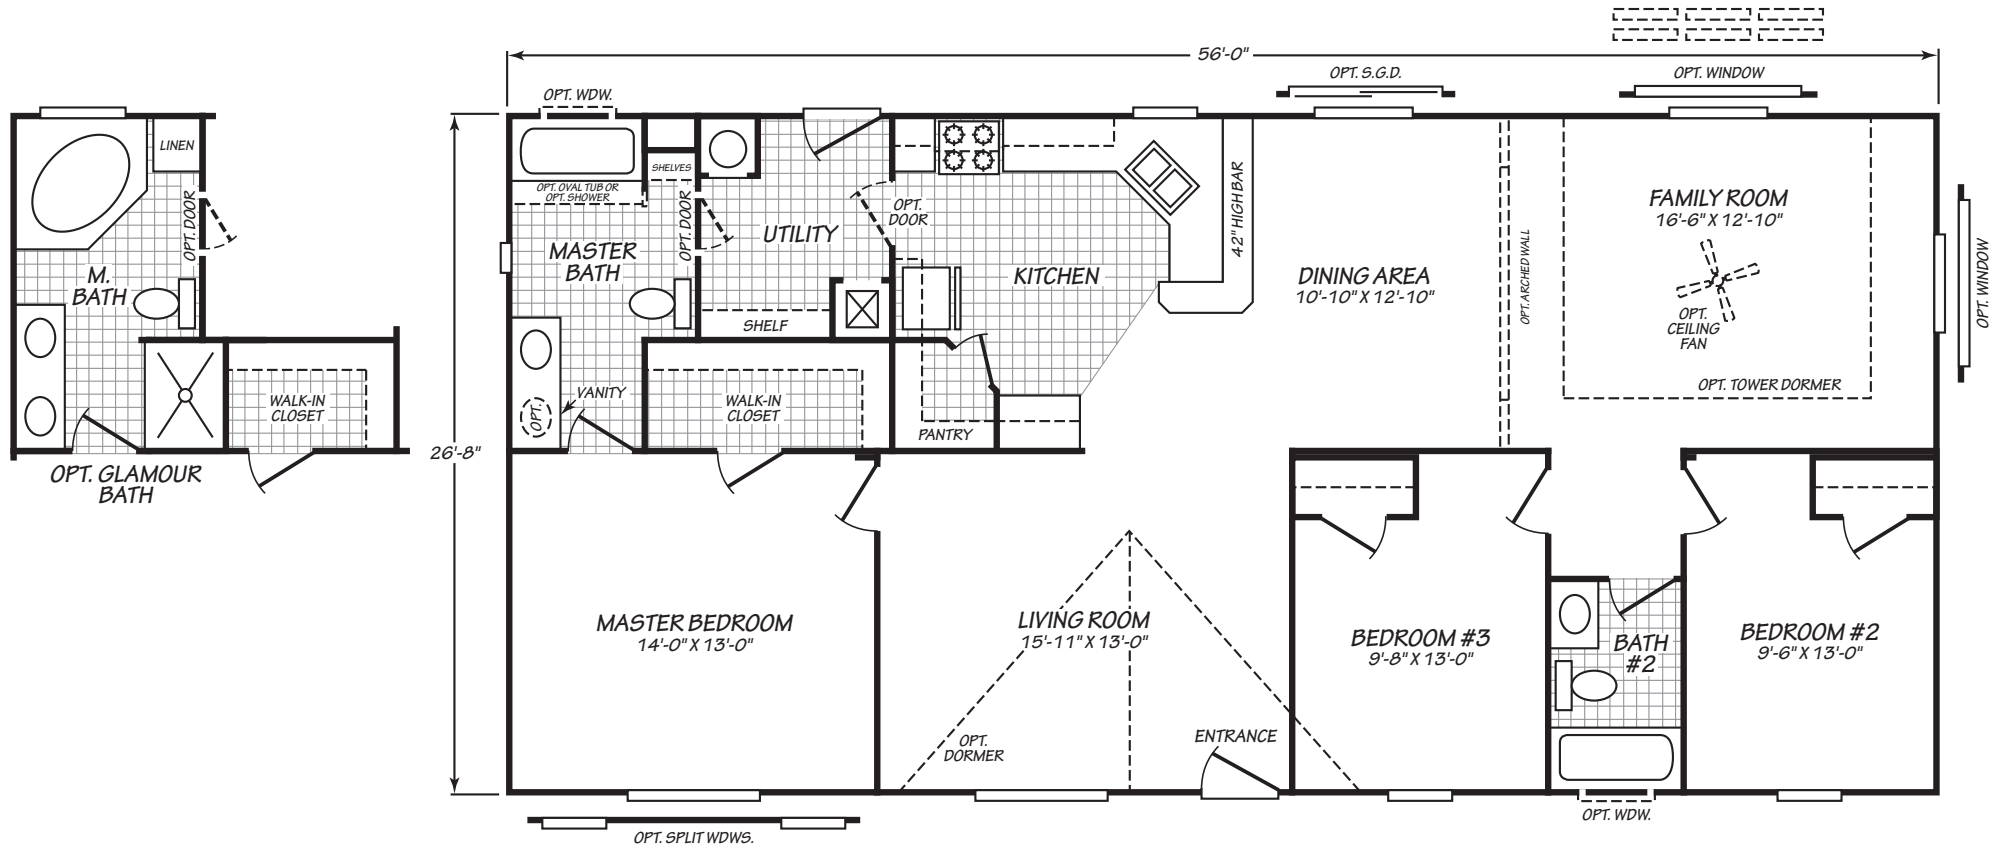 56'-0"
OPT. WDW.
OPT. S.G.D.
OPT. WINDOW
LINEN
OPT. DOOR
M.
BATH
WALK-IN
CLOSET
OPT. GLAMOUR
BATH
26'-8"
SHELVES
OPT. OVAL TUB OR
OPT. SHOWER
OPT. DOOR
MASTER
BATH
UTILITY
OPT.
DOOR
SHELF
VANITY
OPT.
WALK-IN
CLOSET
KITCHEN
PANTRY
42" HIGH BAR
DINING AREA
10'-10" X 12'-10"
OPT. ARCHED WALL
FAMILY ROOM
16'-6" X 12'-10"
OPT.
CEILING
FAN
OPT. TOWER DORMER
OPT. WINDOW
MASTER BEDROOM
14'-0" X 13'-0"
LIVING ROOM
15'-11" X 13'-0"
OPT.
DORMER
ENTRANCE
BEDROOM #3
9'-8" X 13'-0"
BATH
#2
BEDROOM #2
9'-6" X 13'-0"
OPT. WDW.
OPT. SPLIT WDWS.